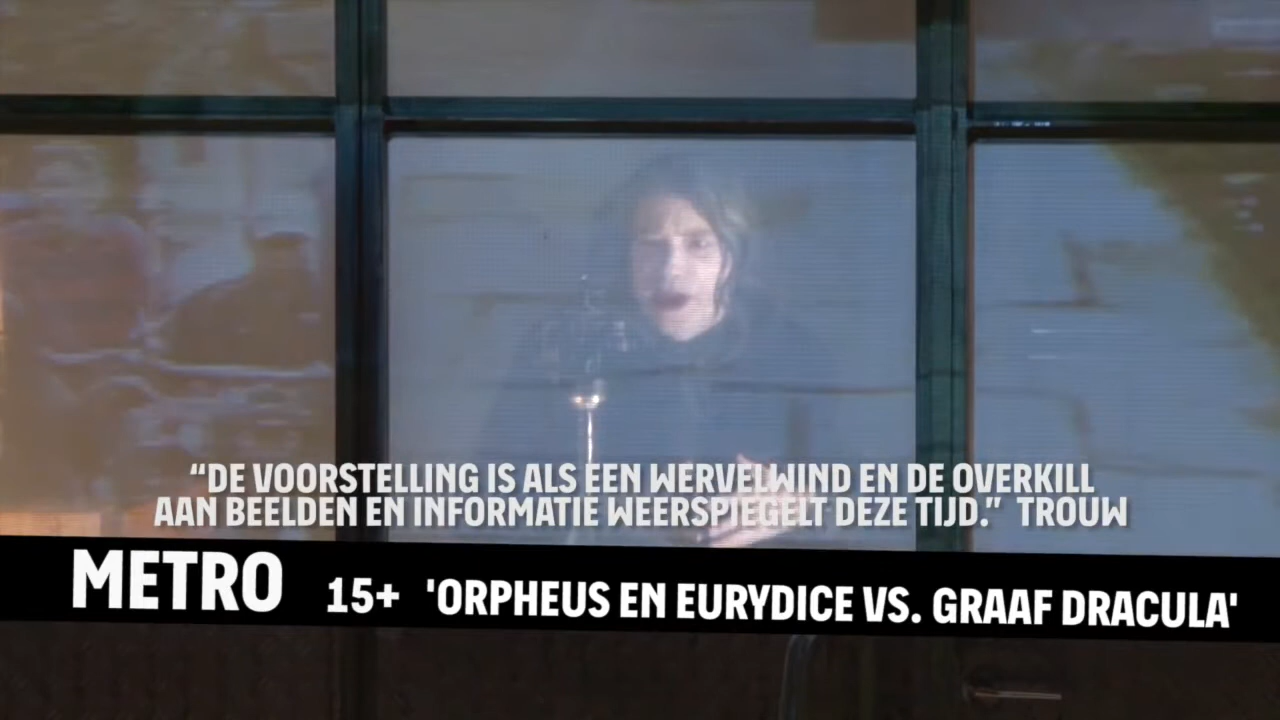 “DE VOORSTELLING IS ALS EEN WERVELWIND EN DE OVERKILL
AAN BEELDEN EN INFORMATIE WEERSPIEGELT DEZE TIJD.” TROUW
METRO 15+ 'ORPHEUS EN EURYDICE VS. GRAAF DRACULA'